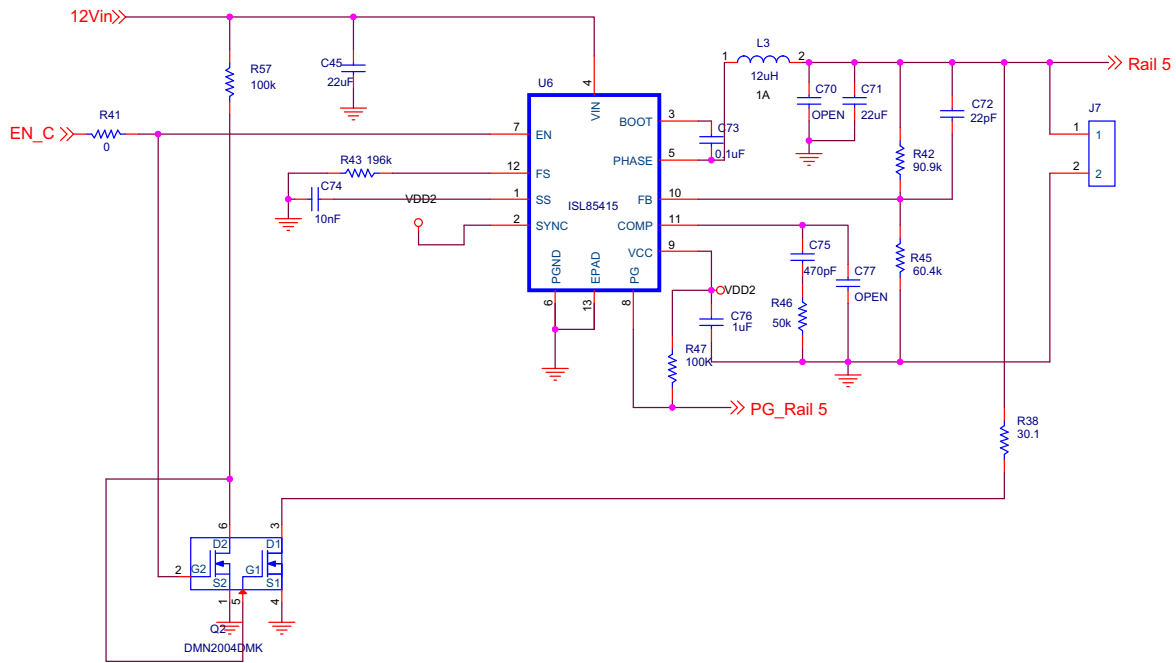 12Vin
R57
100k
C45
22uF
L3
1
2
12uH
1A
Rail 5
U6
4
VIN
C70
OPEN
C71
22uF
C72
22pF
J7
R41
0
EN_C
7
EN
BOOT
3
C73
0.1uF
1
1
R43 196k
12
FS
PHASE
5
R42
90.9k
2
2
C74
10nF
VDD2
1
SS
ISL85415
FB
10
2
SYNC
COMP
11
C75
470pF
R45
60.4k
VCC
9
PGND
EPAD
PG
C77
OPEN
6
13
8
VDD2
C76
1uF
R46
50k
R47
100K
PG_Rail 5
R38
30.1
6
3
D2
D1
2
G2
G1
S2
S1
1
5
4
Q2
DMN2004DMK